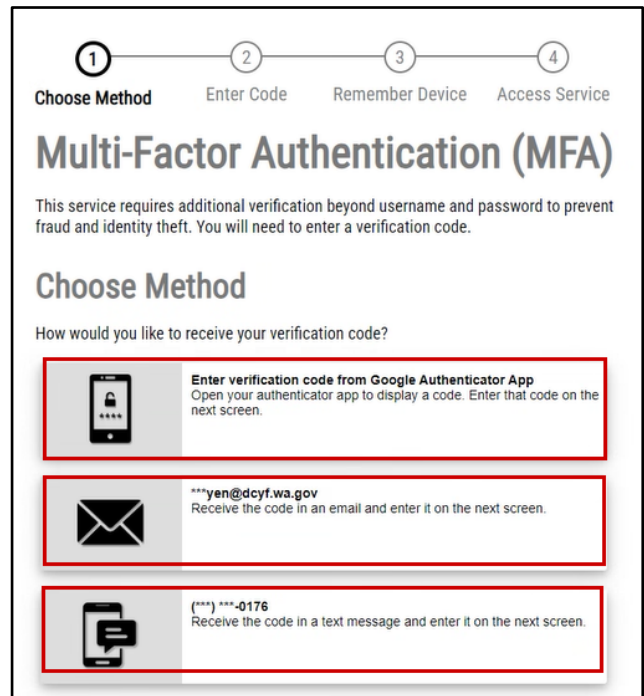 1 2 3 4
Choose Method Enter Code Remember Device Access Service
Multi-Factor Authentication (MFA)
This service requires additional verification beyond username and password to prevent
fraud and identity theft. You will need to enter a verification code.
Choose Method
How would you like to receive your verification code?
****
Enter verification code from Google Authenticator App
Open your authenticator app to display a code. Enter that code on the
next screen.
***yen@dcyf.wa.gov
Receive the code in an email and enter it on the next screen.
(***) ***-0176
Receive the code in a text message and enter it on the next screen.